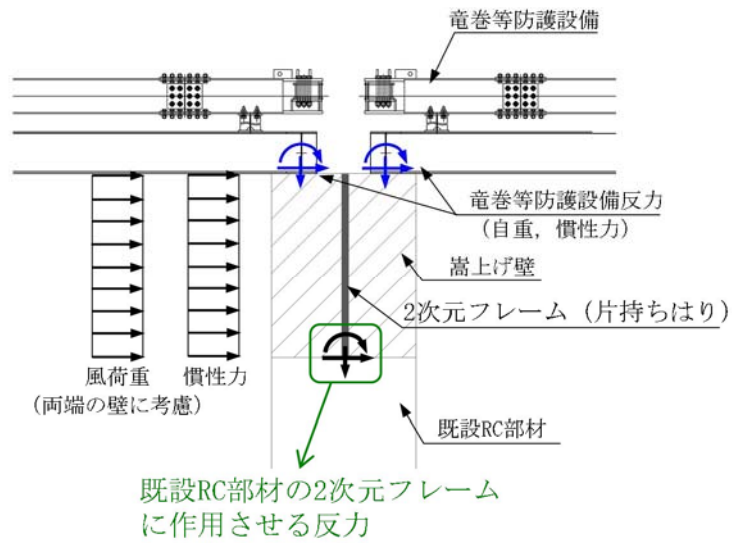 竜巻等防護設備
竜巻等防護設備反力
(自重, 慣性力)
嵩上げ壁
2次元フレーム (片持ちはり)
風荷重
慣性力
(両端の壁に考慮)
既設RC部材
既設RC部材の2次元フレーム
に作用させる反力